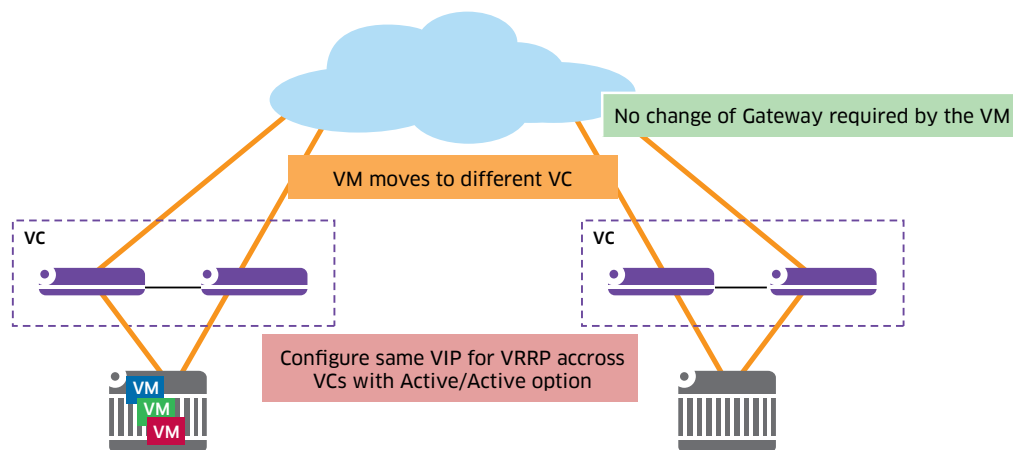 No change of Gateway required by the VM
VM moves to different VC
VC
VC
Configure same VIP for VRRP accross
VCs with Active/Active option
VM
VM
VM